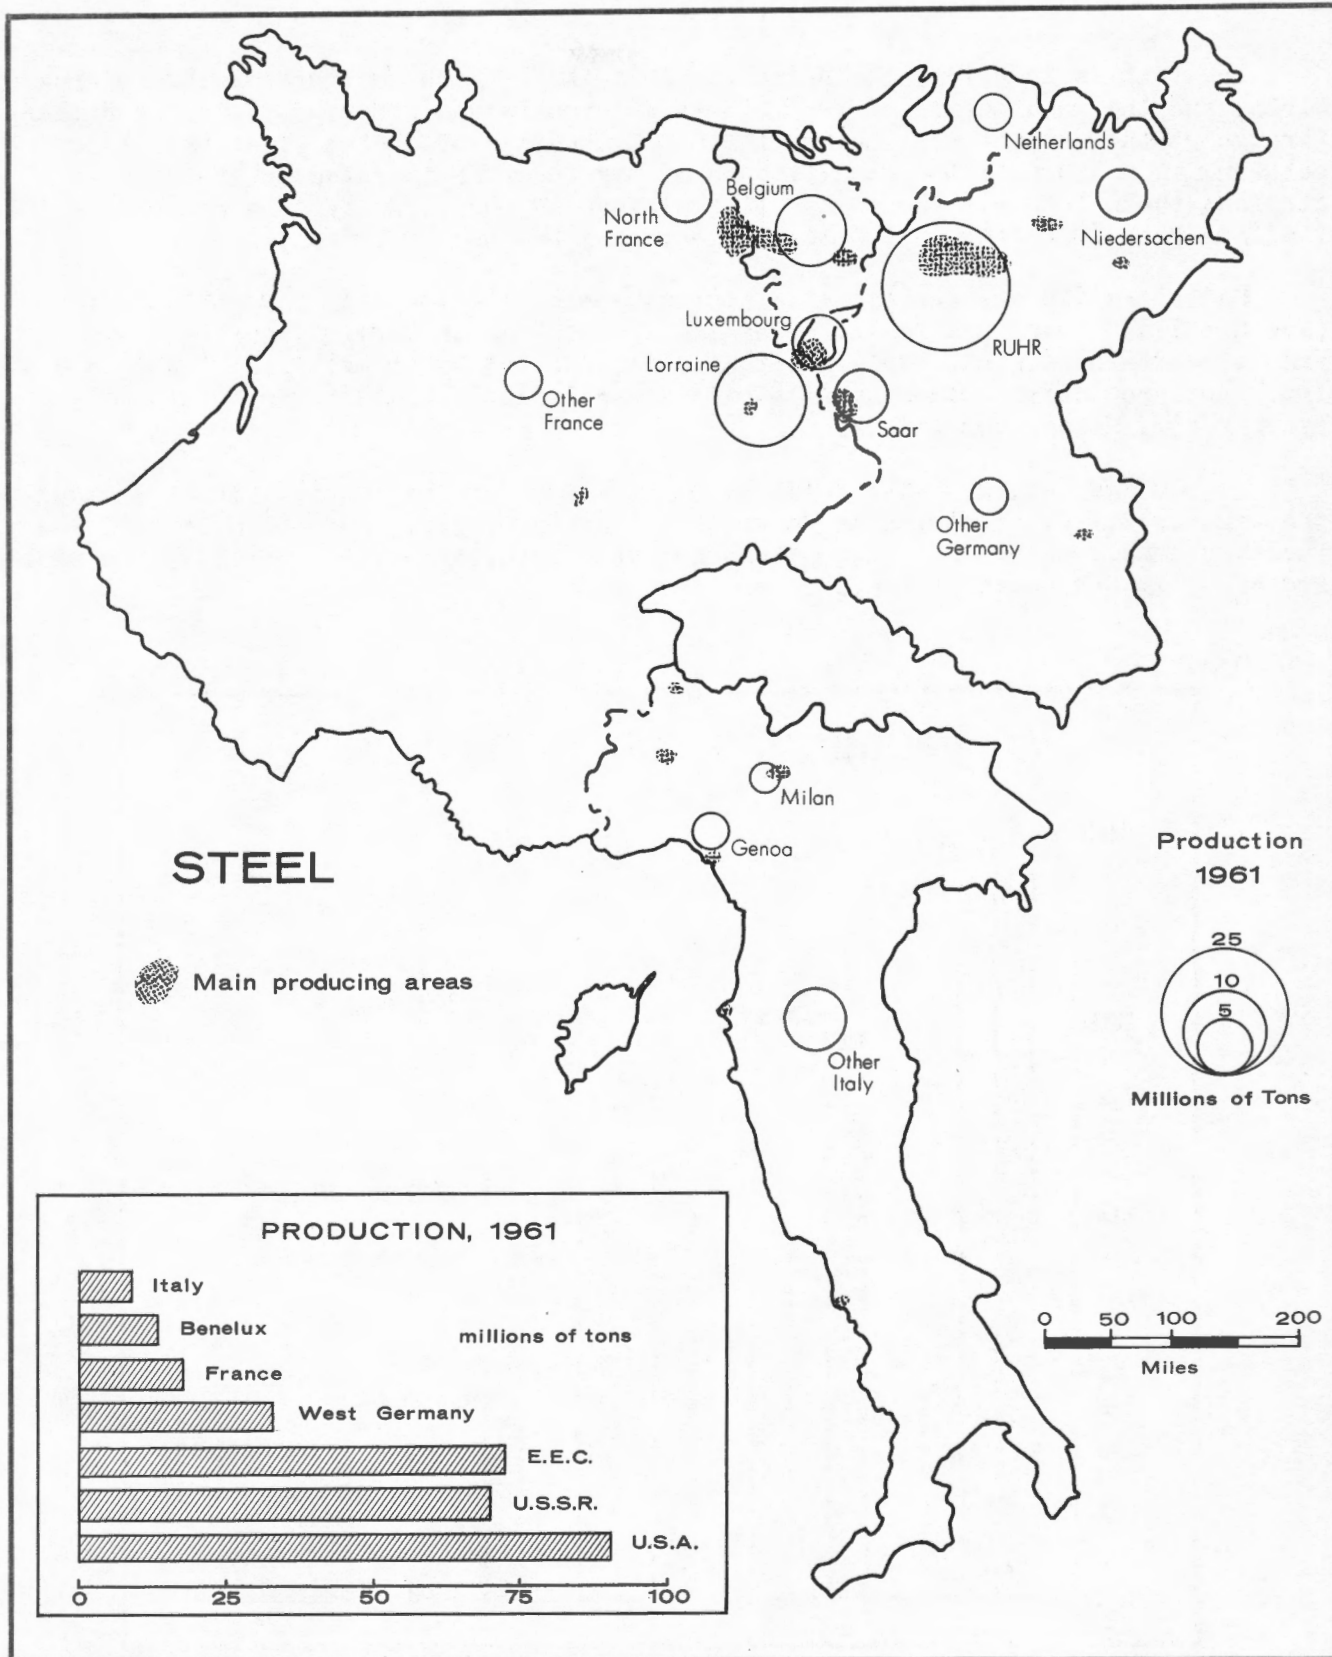 Netherlands
Belgium
North
France
Niedersachen
Luxembourg
RUHR
Lorraine
Other
France
Saar
Other
Germany
Milan
Genoa
STEEL
Main producing areas
Other
Italy
Production
1961
25
10
5
Millions of Tons
0 50 100 200
Miles
PRODUCTION, 1961
millions of tons
Italy
Benelux
France
West Germany
E.E.C.
U.S.S.R.
U.S.A.
0 25 50 75 100